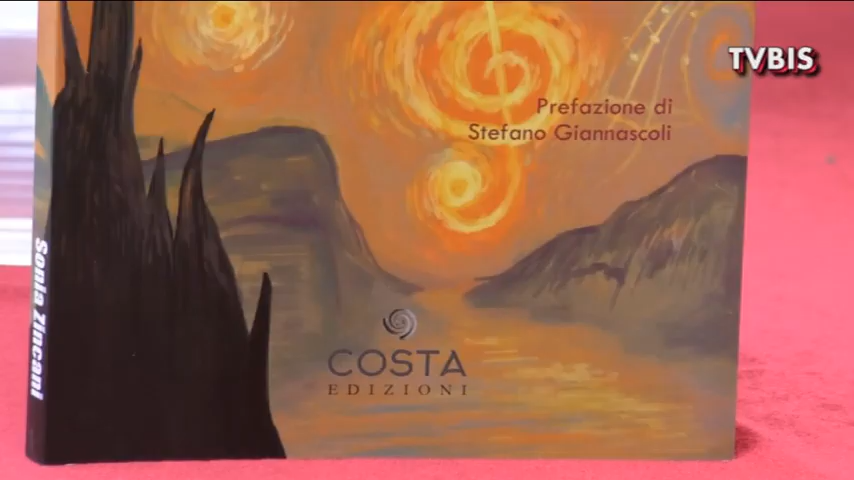 TVBIS
Prefazione di
Stefano Giannascoli
Sonia Zincani
COSTA
EDIZIONI